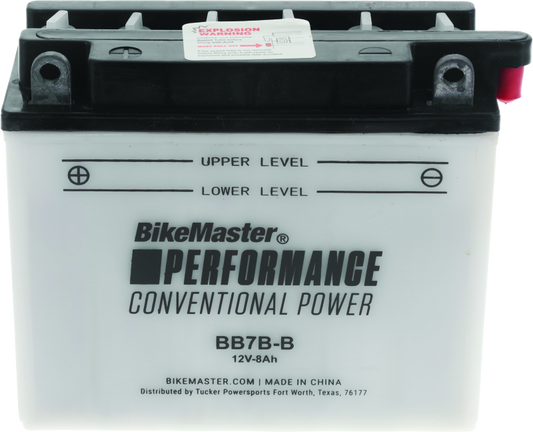 EXPLOSION
WARNING
UPPER LEVEL
LOWER LEVEL
BikeMaster®
PERFORMANCE
CONVENTIONAL POWER
BB7B-B
12V-8Ah
BIKEMASTER.COM | MADE IN CHINA
Distributed by Tucker Powersports Fort Worth, Texas, 76177